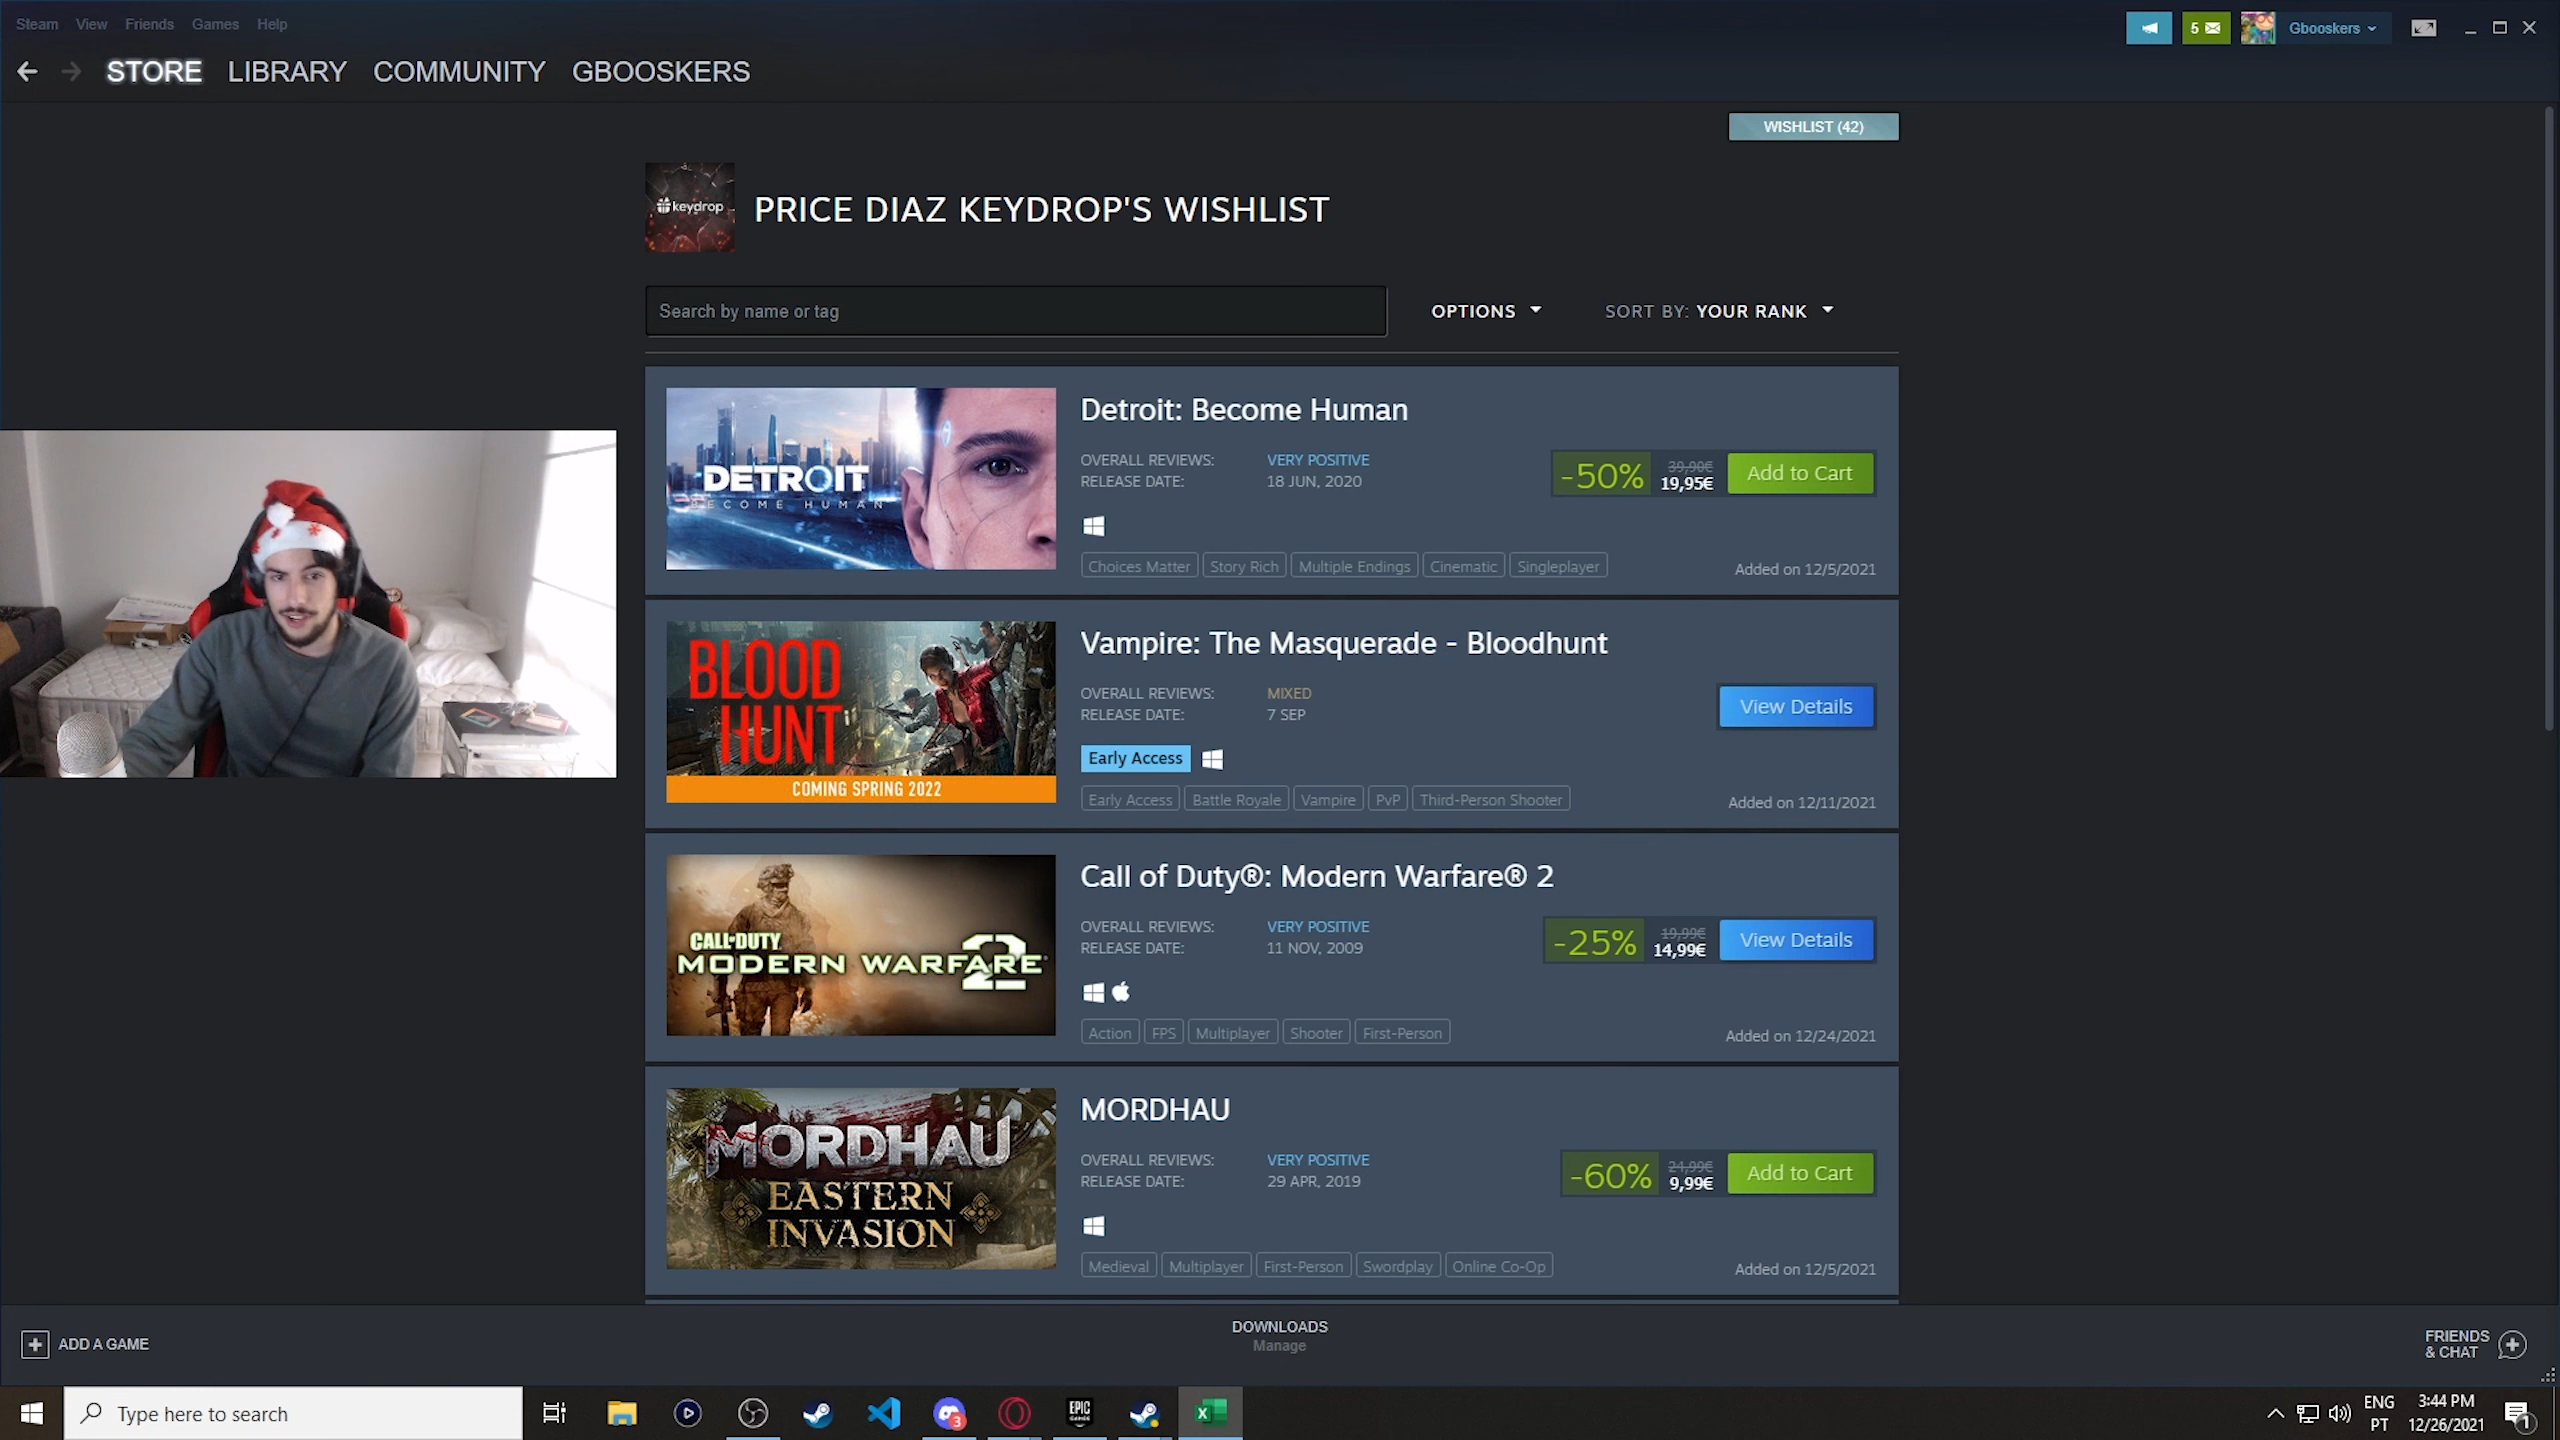 Steam View Friends Games Help
5 Gbooskers
STORE LIBRARY COMMUNITY GBOOSKERS
WISHLIST (42)
keydrop
PRICE DIAZ KEYDROP'S WISHLIST
Search by name or tag
OPTIONS
SORT BY: YOUR RANK
DETROIT
BECOME HUMAN
Detroit: Become Human
OVERALL REVIEWS: VERY POSITIVE
RELEASE DATE: 18 JUN, 2020
-50% 39,90€ 19,95€ Add to Cart
Choices Matter Story Rich Multiple Endings Cinematic Singleplayer
Added on 12/5/2021
BLOOD
HUNT
COMING SPRING 2022
Vampire: The Masquerade - Bloodhunt
OVERALL REVIEWS: MIXED
RELEASE DATE: 7 SEP
View Details
Early Access
Early Access Battle Royale Vampire PvP Third-Person Shooter
Added on 12/11/2021
CALL OF DUTY
MODERN WARFARE 2
Call of Duty®: Modern Warfare® 2
OVERALL REVIEWS: VERY POSITIVE
RELEASE DATE: 11 NOV, 2009
-25% 19,99€ 14,99€ View Details
Action FPS Multiplayer Shooter First-Person
Added on 12/24/2021
MORDHAU
EASTERN
INVASION
MORDHAU
OVERALL REVIEWS: VERY POSITIVE
RELEASE DATE: 29 APR, 2019
-60% 24,99€ 9,99€ Add to Cart
Medieval Multiplayer First-Person Swordplay Online Co-Op
Added on 12/5/2021
ADD A GAME
DOWNLOADS
Manage
FRIENDS
& CHAT
Type here to search
3
EPIC
GAMES
ENG
PT
3:44 PM
12/26/2021
1